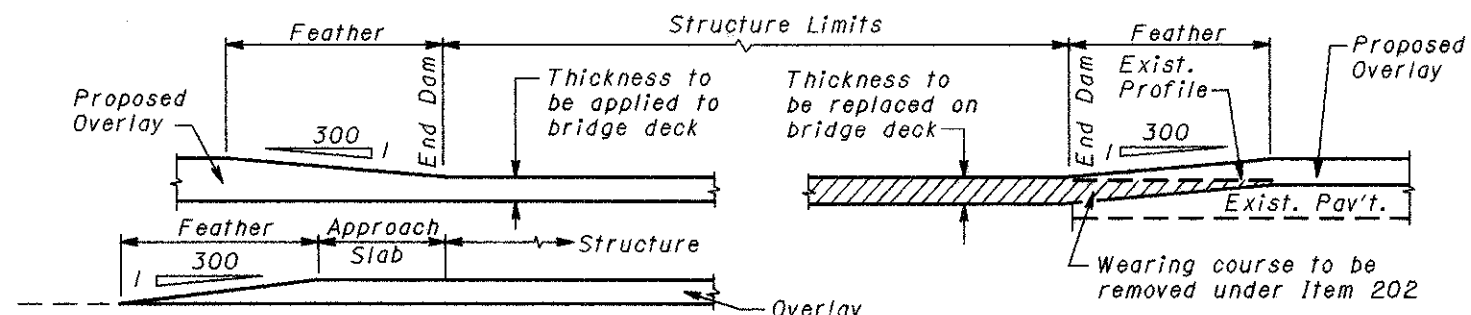 Feather
Structure Limits
Feather
Proposed
Overlay
300
1
End Dam
Thickness to
be applied to
bridge deck
Thickness to
be replaced on
bridge deck
End Dam
Exist.
Profile
300
1
Proposed
Overlay
Exist. Pav't.
Feather
Approach
Slab
Structure
300
1
Overlay
Wearing course to be
removed under Item 202